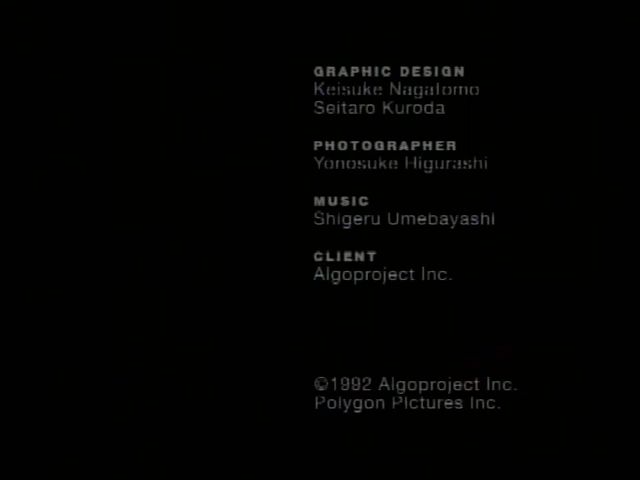 GRAPHIC DESIGN
Keisuke Nagatomo
Seitaro Kuroda
PHOTOGRAPHER
Yonosuke Higurashi
MUSIC
Shigeru Umebayashi
CLIENT
Algoproject Inc.
©1992 Algoproject Inc.
Polygon Pictures Inc.